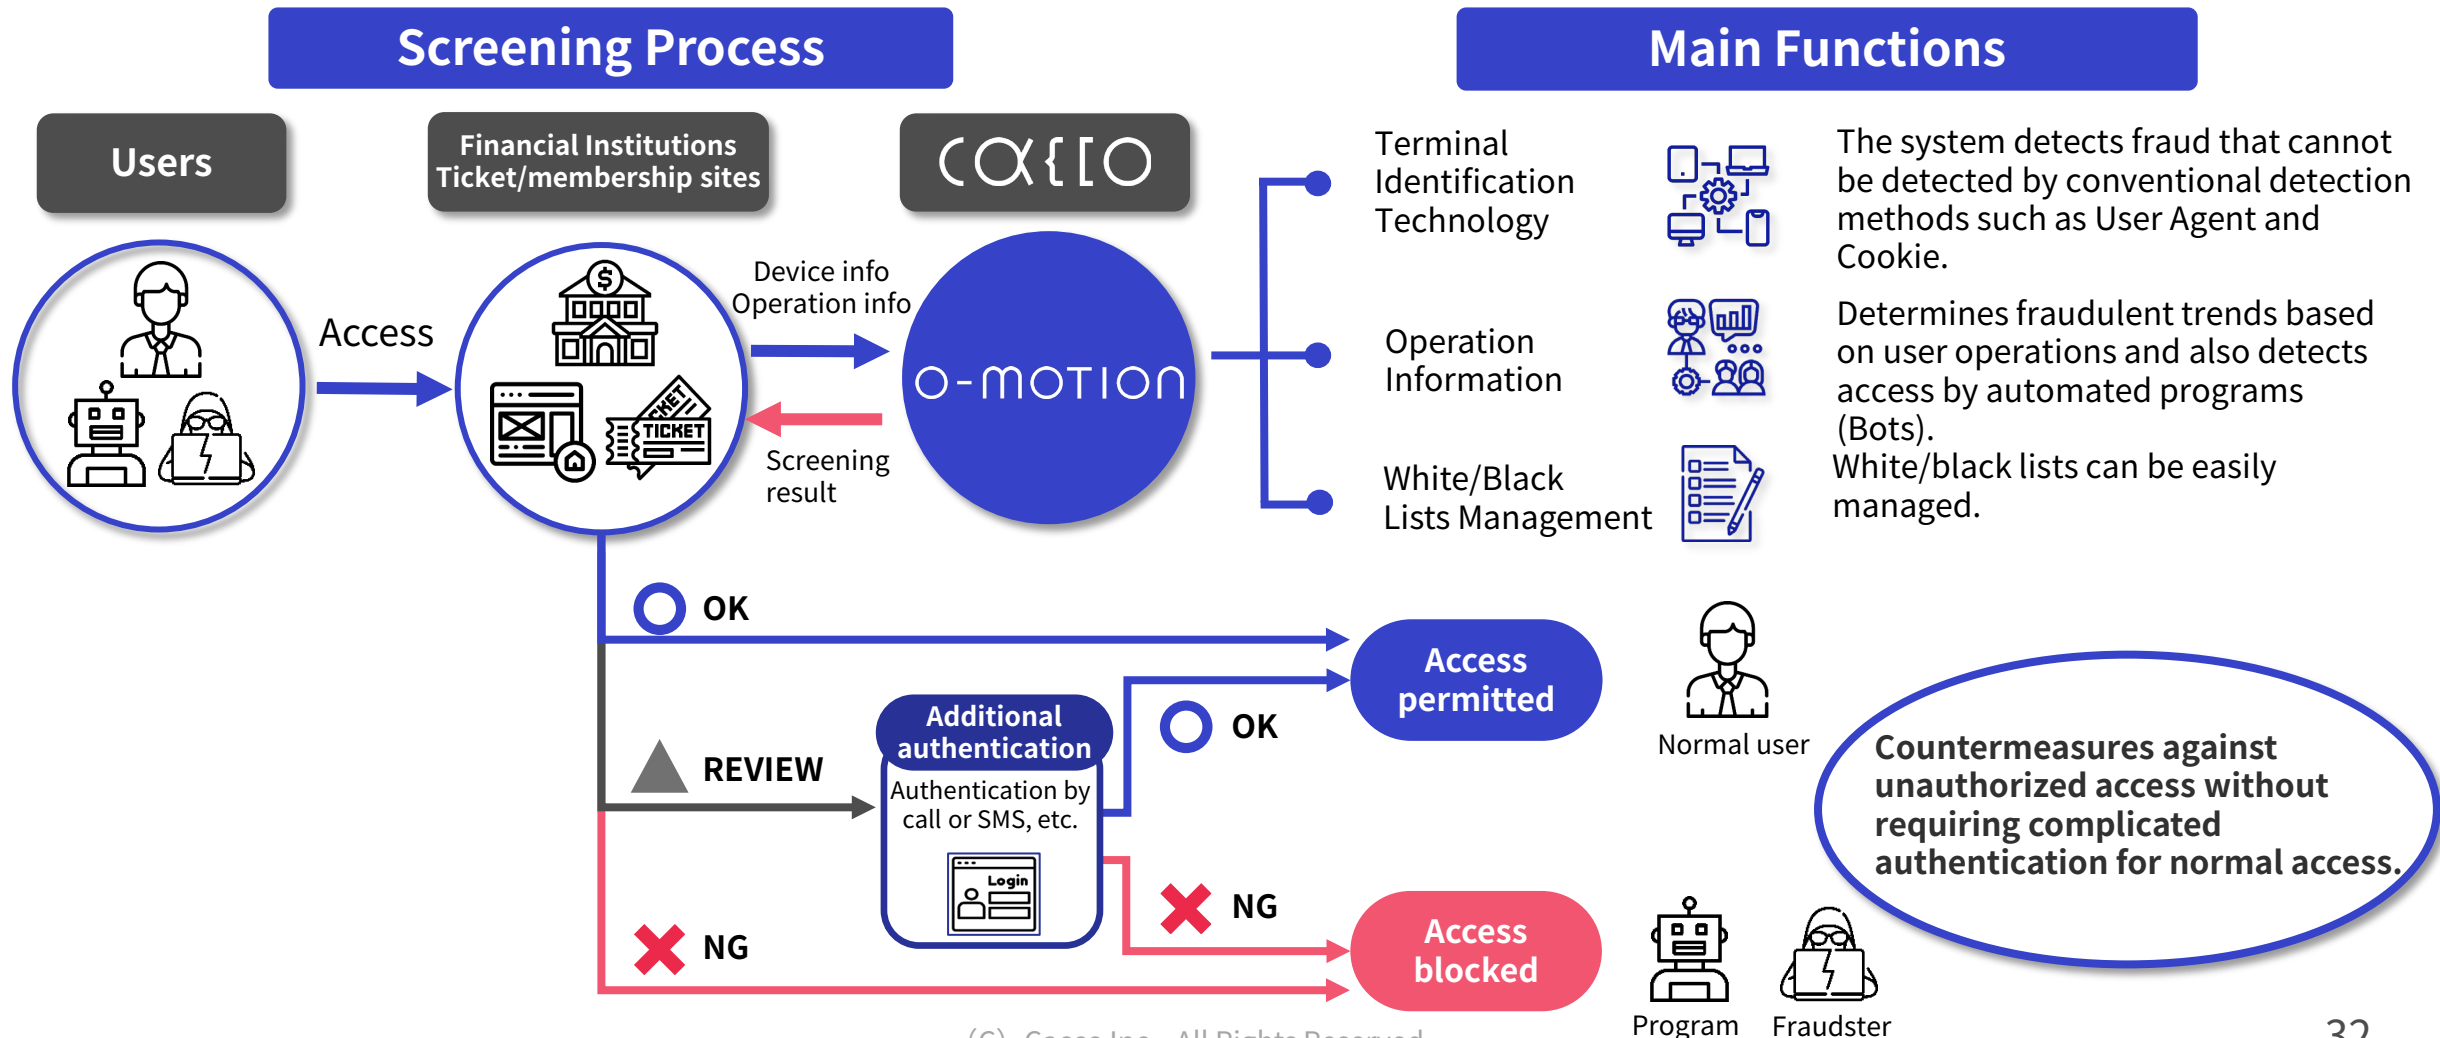 Screening Process
Main Functions
Users
Financial Institutions
Ticket/membership sites
Access
Device info
Operation info
Screening
result
O-MOTION
TICKET
Terminal
Identification
Technology
The system detects fraud that cannot
be detected by conventional detection
methods such as User Agent and
Cookie.
Operation
Information
Determines fraudulent trends based
on user operations and also detects
access by automated programs
(Bots).
White/Black
Lists Management
White/black lists can be easily
managed.
OK
REVIEW
NG
Additional
authentication
Authentication by
call or SMS, etc.
Login
OK
NG
Access
permitted
Access
blocked
Normal user
Program
Fraudster
Countermeasures against
unauthorized access without
requiring complicated
authentication for normal access.
All Rights Reserved
32